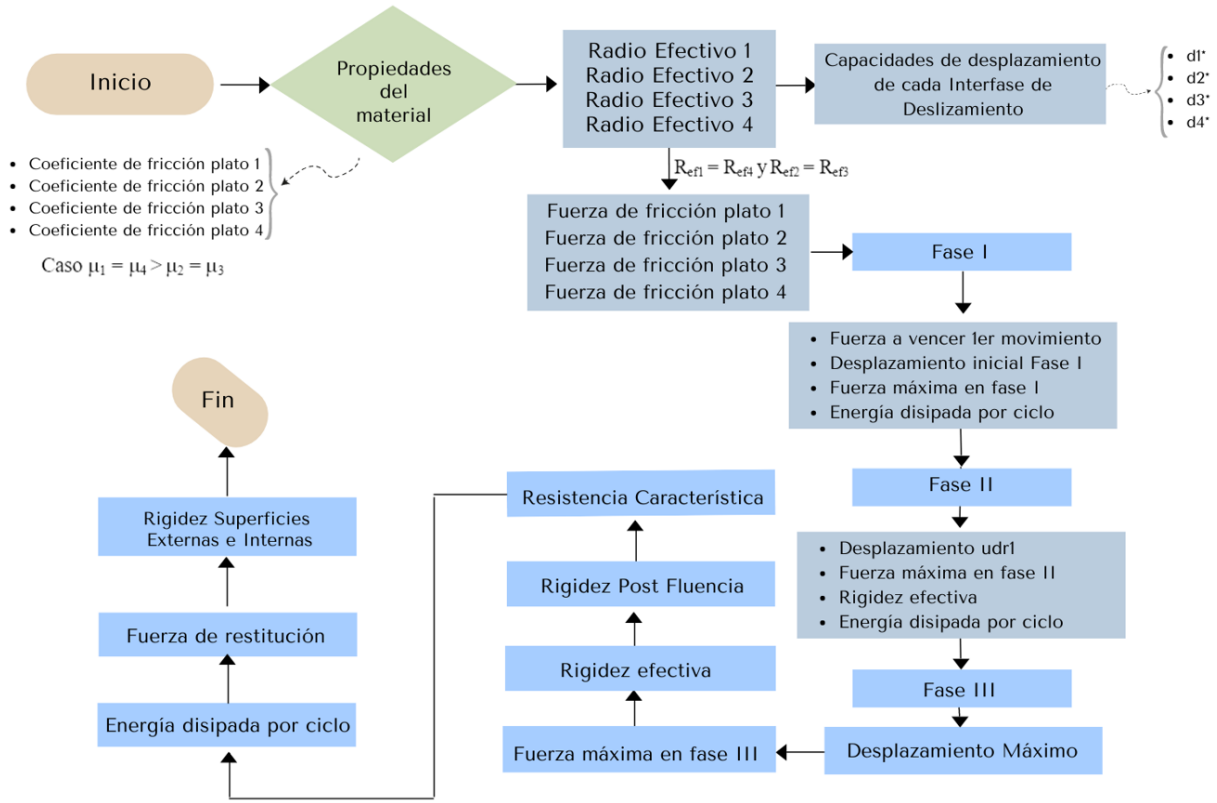 Inicio
Propiedades
del
material
Radio Efectivo 1
Radio Efectivo 2
Radio Efectivo 3
Radio Efectivo 4
Capacidades de desplazamiento
de cada Interfase de
Deslizamiento
• d1*
• d2*
• d3*
• d4*
• Coeficiente de fricción plato 1
• Coeficiente de fricción plato 2
• Coeficiente de fricción plato 3
• Coeficiente de fricción plato 4
Caso μ₁ = μ₄ > μ₂ = μ₃
R_ef1 = R_ef4 y R_ef2 = R_ef3
Fuerza de fricción plato 1
Fuerza de fricción plato 2
Fuerza de fricción plato 3
Fuerza de fricción plato 4
Fase I
• Fuerza a vencer 1er movimiento
• Desplazamiento inicial Fase I
• Fuerza máxima en fase I
• Energía disipada por ciclo
Fase II
• Desplazamiento udr1
• Fuerza máxima en fase II
• Rigidez efectiva
• Energía disipada por ciclo
Fase III
Desplazamiento Máximo
Fuerza máxima en fase III
Rigidez efectiva
Rigidez Post Fluencia
Resistencia Característica
Energía disipada por ciclo
Fuerza de restitución
Rigidez Superficies
Externas e Internas
Fin